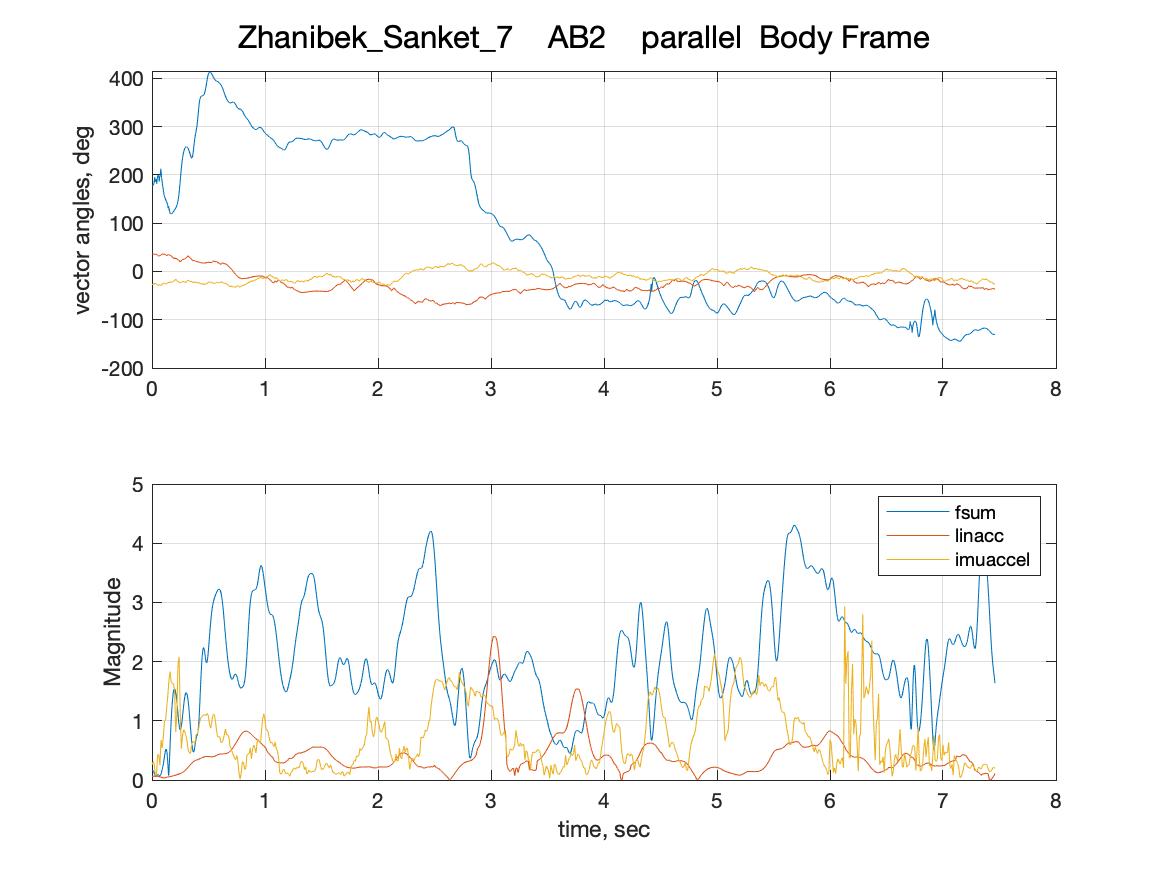 Zhanibek_Sanket_7 AB2 parallel Body Frame
400
300
200
100
0
-100
-200
vector angles, deg
0 1 2 3 4 5 6 7 8
5
4
3
2
1
0
Magnitude
fsum
linacc
imuaccel
0 1 2 3 4 5 6 7 8
time, sec